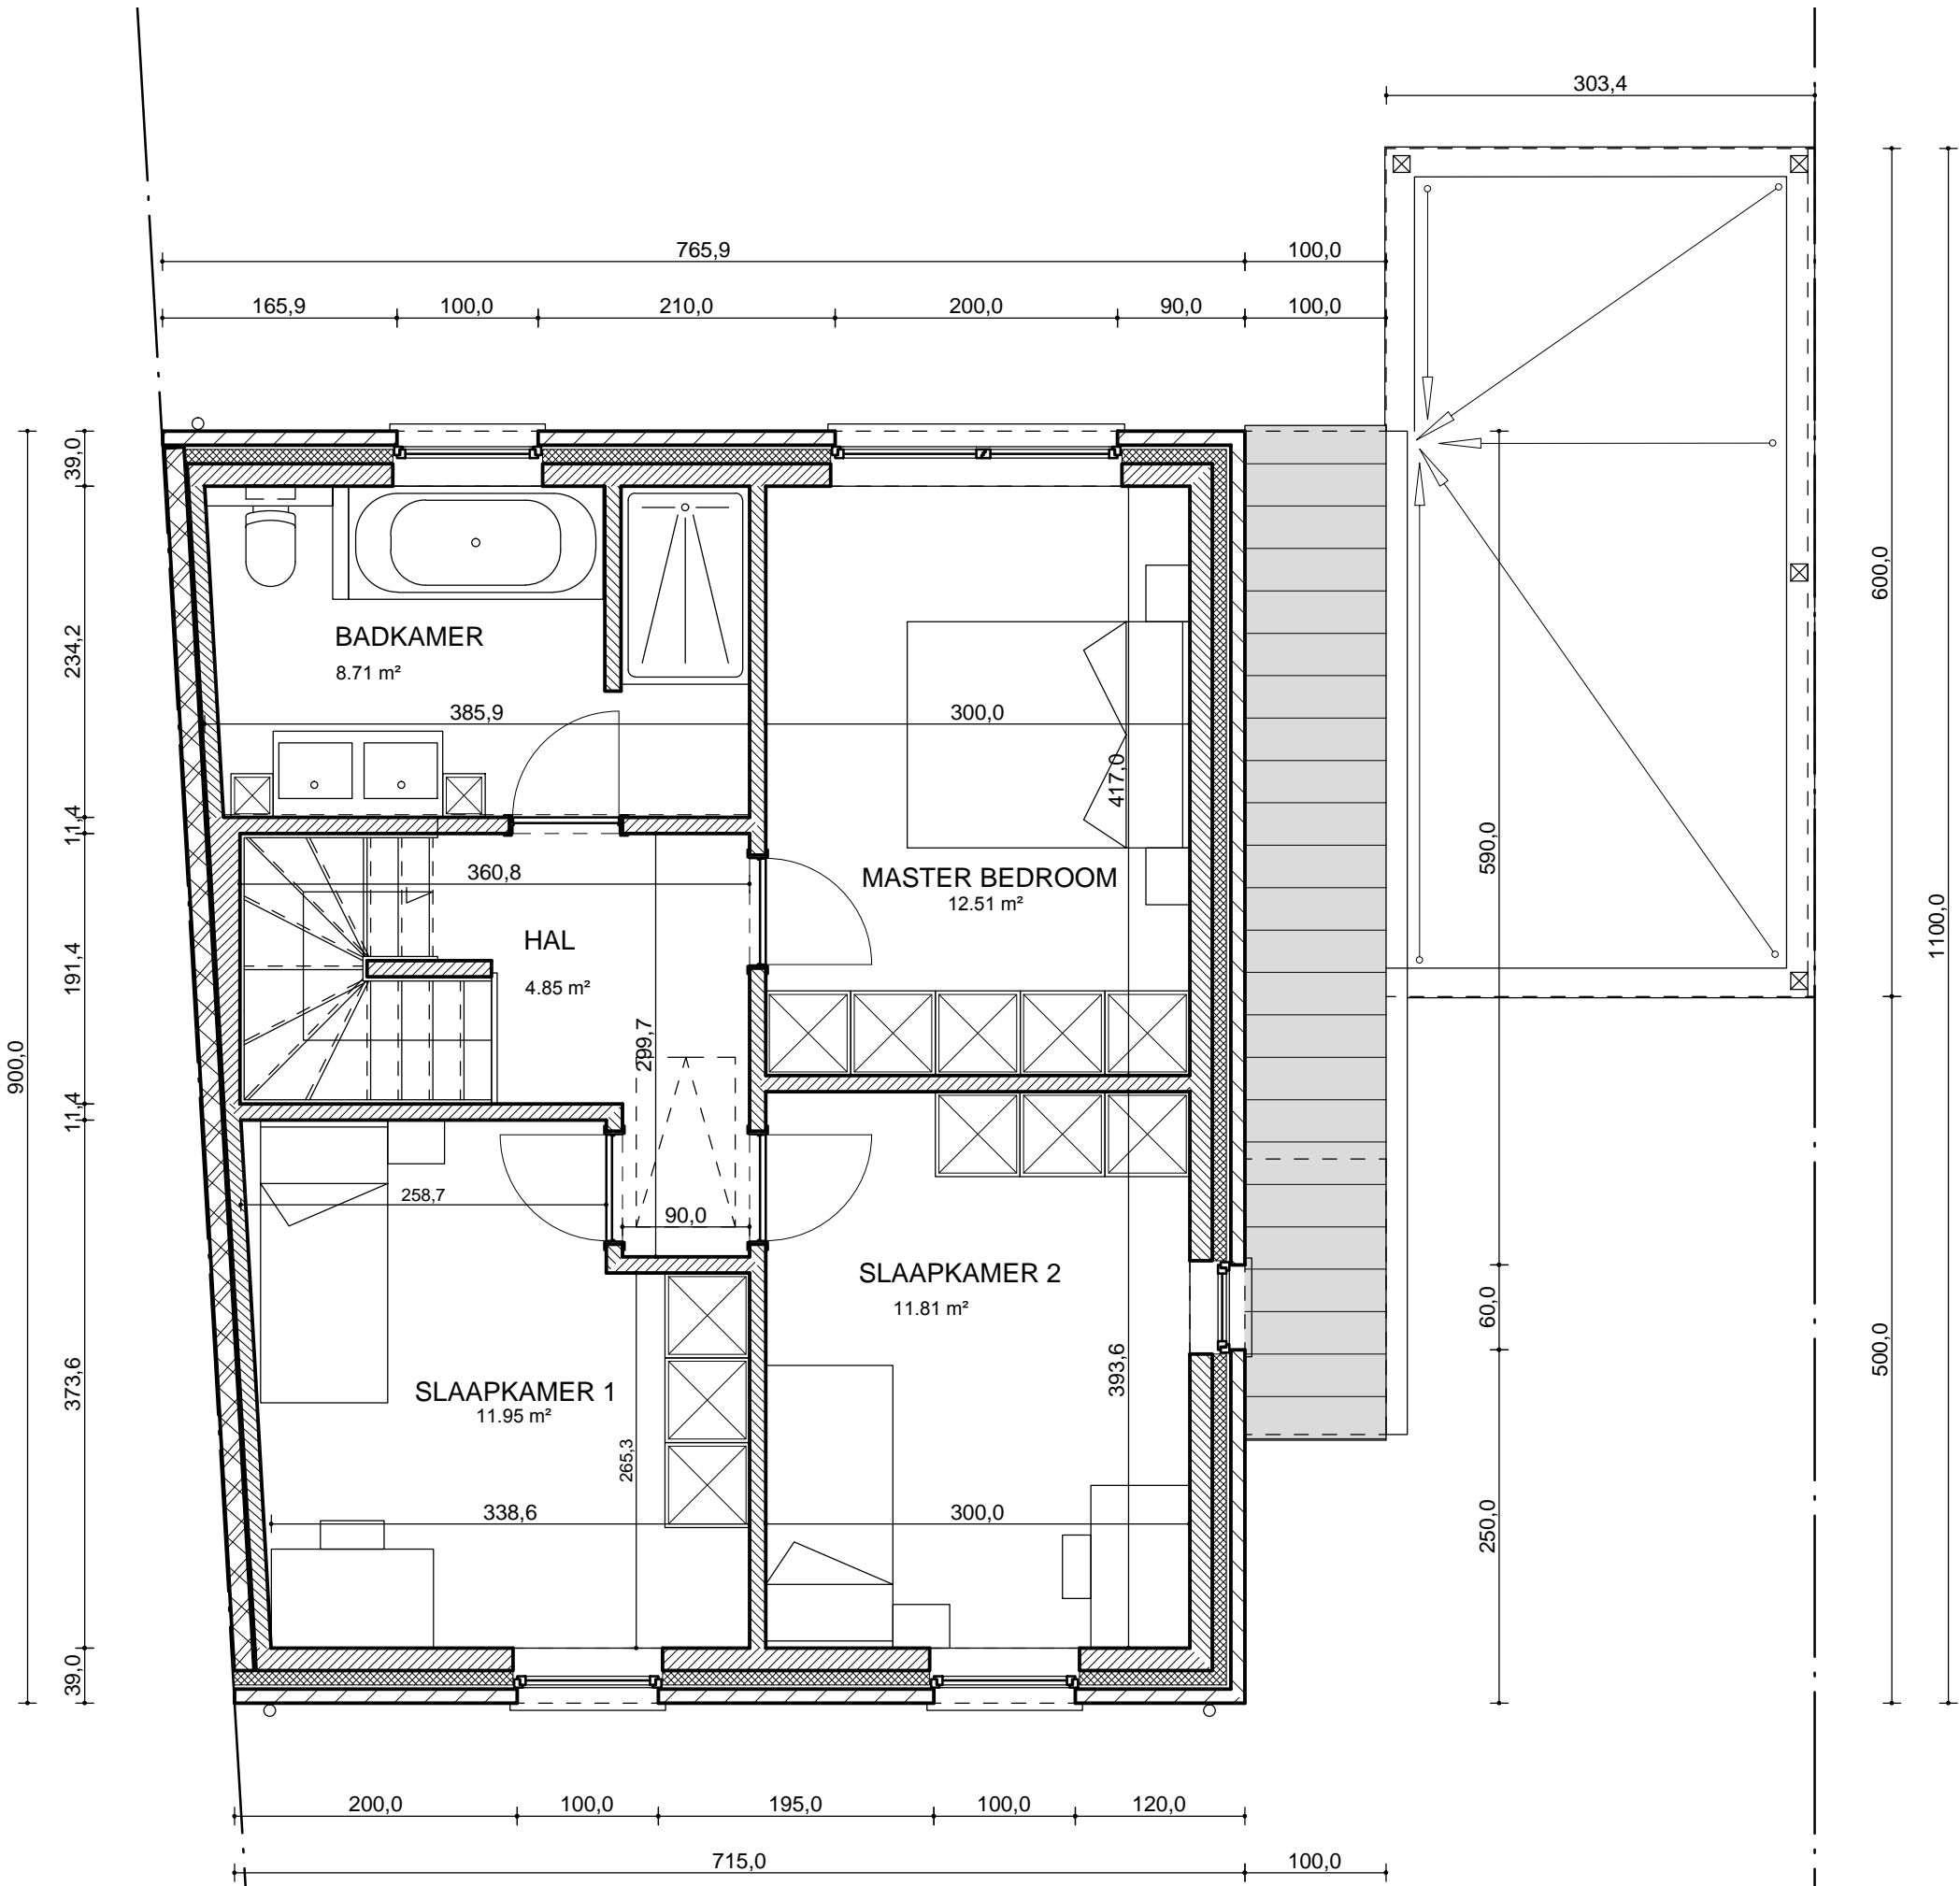 303,4
765,9 100,0
165,9 100,0 210,0 200,0 90,0 100,0
39,0
234,2
11,4
191,4
11,4
373,6
39,0
900,0
BADKAMER
8.71 m²
385,9
300,0
417,0
MASTER BEDROOM
12.51 m²
360,8
HAL
4.85 m²
299,7
258,7
90,0
SLAAPKAMER 2
11.81 m²
SLAAPKAMER 1
11.95 m²
393,6
265,3
338,6
300,0
590,0
60,0
250,0
600,0
500,0
1100,0
200,0 100,0 195,0 100,0 120,0
715,0 100,0